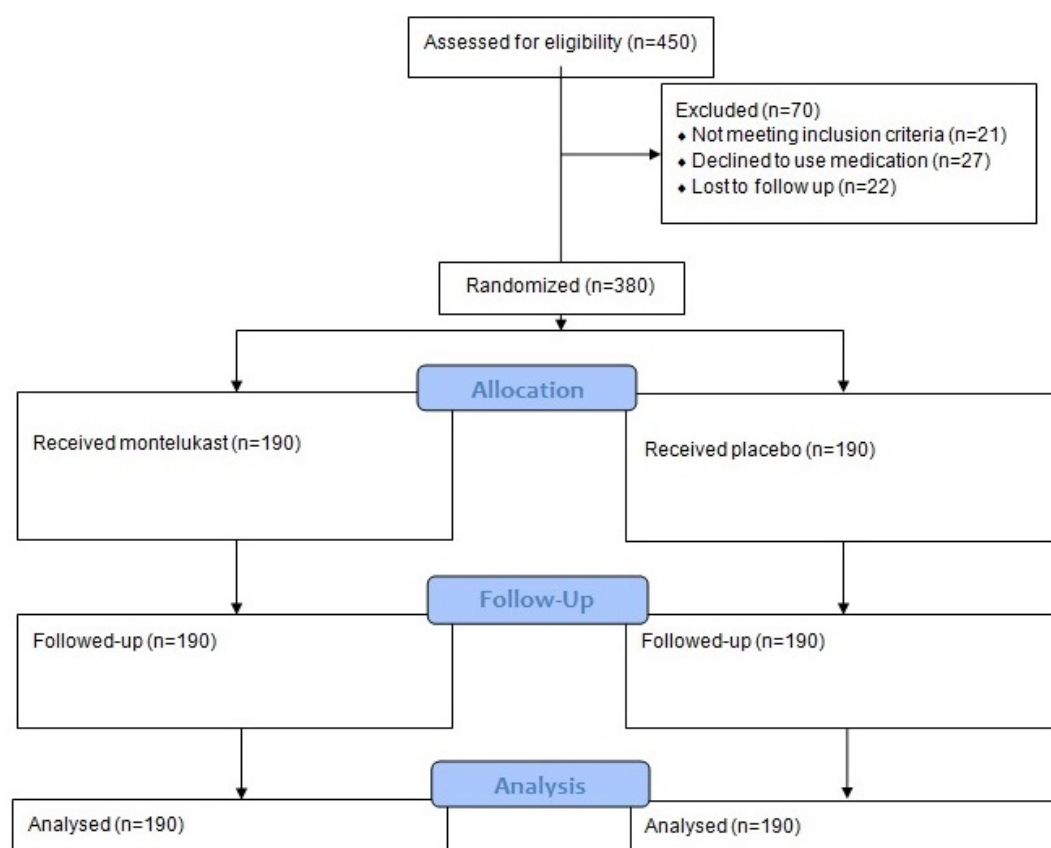 Assessed for eligibility (n=450)
Excluded (n=70)
♦ Not meeting inclusion criteria (n=21)
♦ Declined to use medication (n=27)
♦ Lost to follow up (n=22)
Randomized (n=380)
Allocation
Received montelukast (n=190)
Received placebo (n=190)
Follow-Up
Followed-up (n=190)
Followed-up (n=190)
Analysis
Analysed (n=190)
Analysed (n=190)